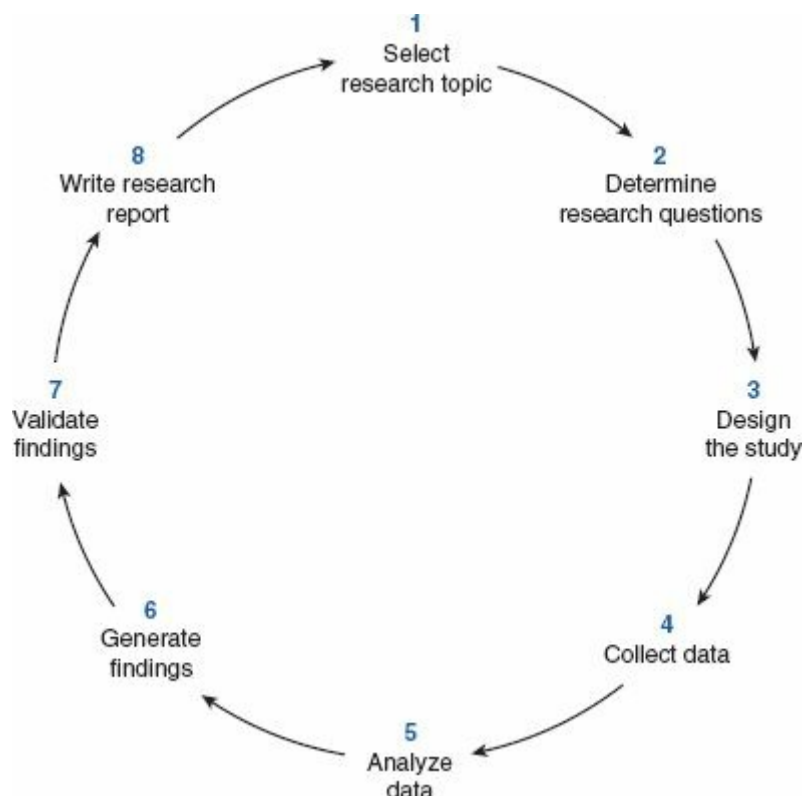 1
Select
research topic
2
Determine
research questions
3
Design
the study
4
Collect data
5
Analyze
data
6
Generate
findings
7
Validate
findings
8
Write research
report